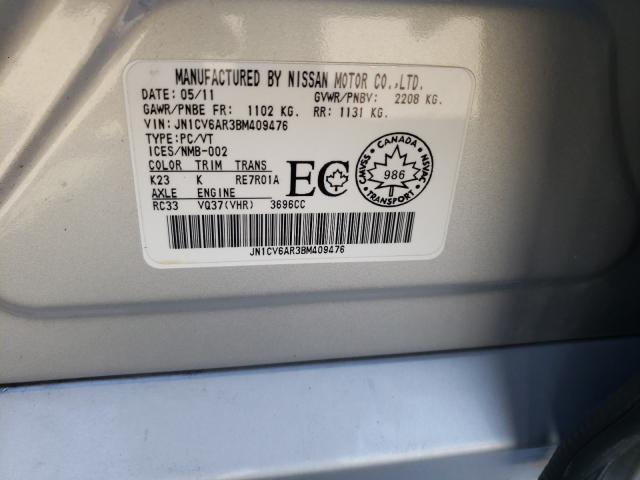 MANUFACTURED BY NISSAN MOTOR CO.,LTD.
DATE: 05/11 GVWR/PNBV: 2208 KG.
GAWR/PNBE FR: 1102 KG. RR: 1131 KG.
VIN: JN1CV6AR3BM409476
TYPE:PC/VT
ICES/NMB-002
COLOR TRIM TRANS
K23 K RE7R01A
AXLE ENGINE
RC33 VQ37(VHR) 3696CC
EC
CANADA
CMVSS NSVAC
986
TRANSPORT
JN1CV6AR3BM409476